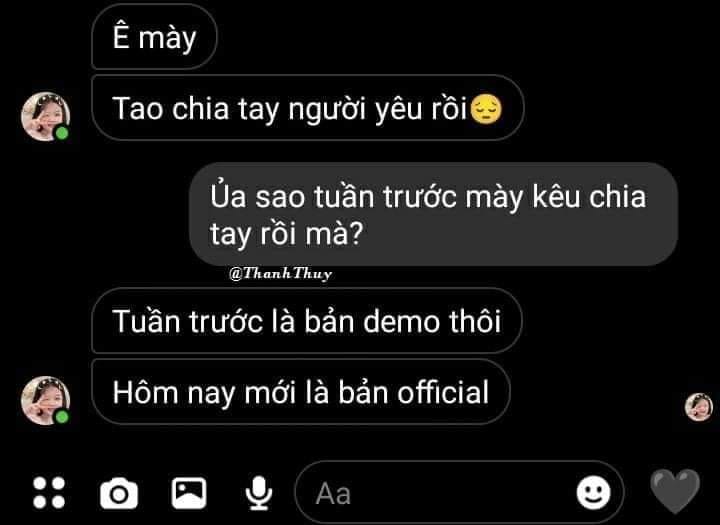 Ê mày
Tao chia tay người yêu rồi😔
Ủa sao tuần trước mày kêu chia
tay rồi mà?
@ThanhThuy
Tuần trước là bản demo thôi
Hôm nay mới là bản official
Aa